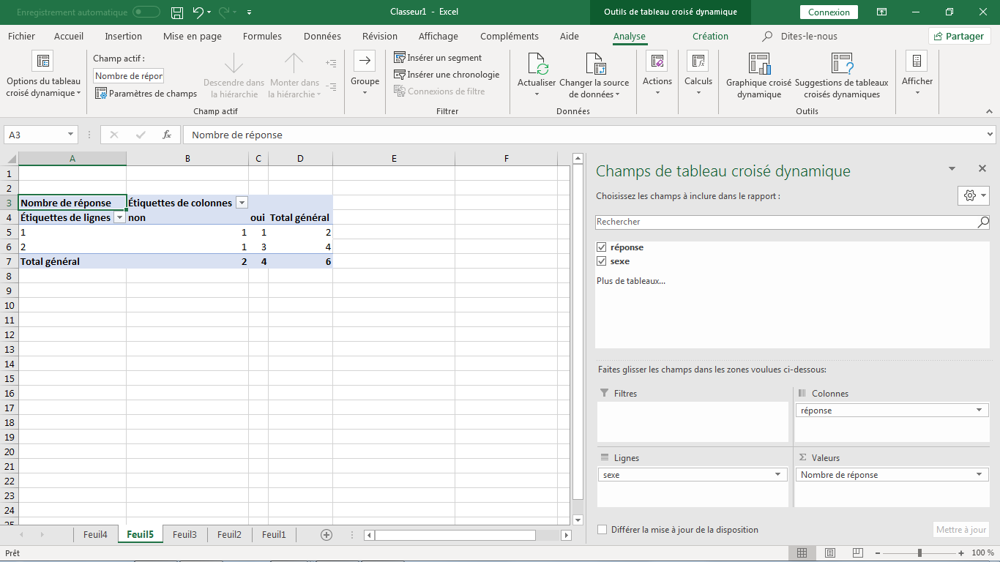 Enregistrement automatique
Classeur1 - Excel
Outils de tableau croisé dynamique
Connexion
Fichier Accueil Insertion Mise en page Formules Données Révision Affichage Compléments Aide Analyse Création Dites-le-nous Partager
Options du tableau croisé dynamique
Champ actif :
Nombre de répor
Paramètres de champs
Descendre dans la hiérarchie
Monter dans la hiérarchie
Champ actif
Groupe
Insérer un segment
Insérer une chronologie
Connexions de filtre
Filtrer
Actualiser
Changer la source de données
Données
Actions
Calculs
Graphique croisé dynamique
Suggestions de tableaux croisés dynamiques
Outils
Afficher
A3
fx
Nombre de réponse
A B C D E F
1
2
3 Nombre de réponse Étiquettes de colonnes
4 Étiquettes de lignes non oui Total général
5 1 1 1 2
6 2 1 3 4
7 Total général 2 4 6
8
9
10
11
12
13
14
15
16
17
18
19
20
21
22
23
24
25
Champs de tableau croisé dynamique
Choisissez les champs à inclure dans le rapport :
Rechercher
réponse
sexe
Plus de tableaux...
Faites glisser les champs dans les zones voulues ci-dessous:
Filtres
Colonnes
réponse
Lignes
sexe
Σ Valeurs
Nombre de réponse
Différer la mise à jour de la disposition
Mettre à jour
Feuil4 Feuil5 Feuil3 Feuil2 Feuil1
Prêt
100 %